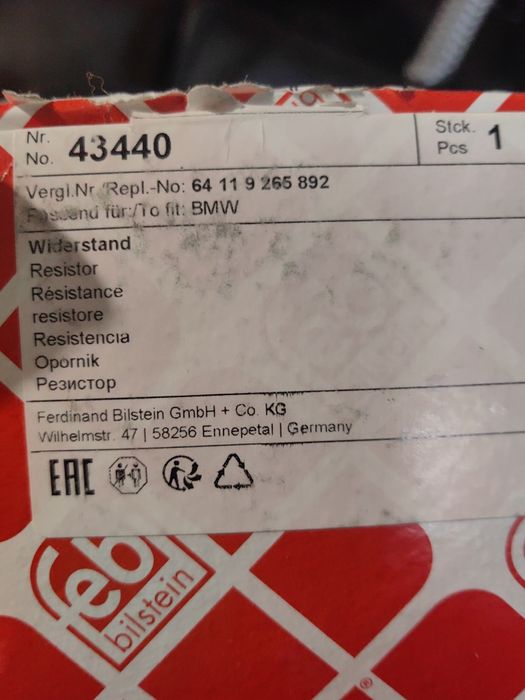 Nr.
No. 43440
Stck.
Pcs 1
Vergl.Nr./Repl.-No: 64 11 9 265 892
Passend für:/To fit: BMW
Widerstand
Resistor
Résistance
resistore
Resistencia
Opornik
Резистор
Ferdinand Bilstein GmbH + Co. KG
Wilhelmstr. 47 | 58256 Ennepetal | Germany
EAC
feb
bilstein
®